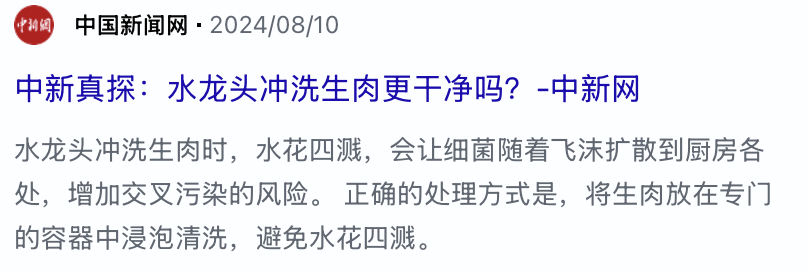 中新網
中国新闻网 · 2024/08/10
中新真探：水龙头冲洗生肉更干净吗？-中新网
水龙头冲洗生肉时，水花四溅，会让细菌随着飞沫扩散到厨房各
处，增加交叉污染的风险。 正确的处理方式是，将生肉放在专门
的容器中浸泡清洗，避免水花四溅。